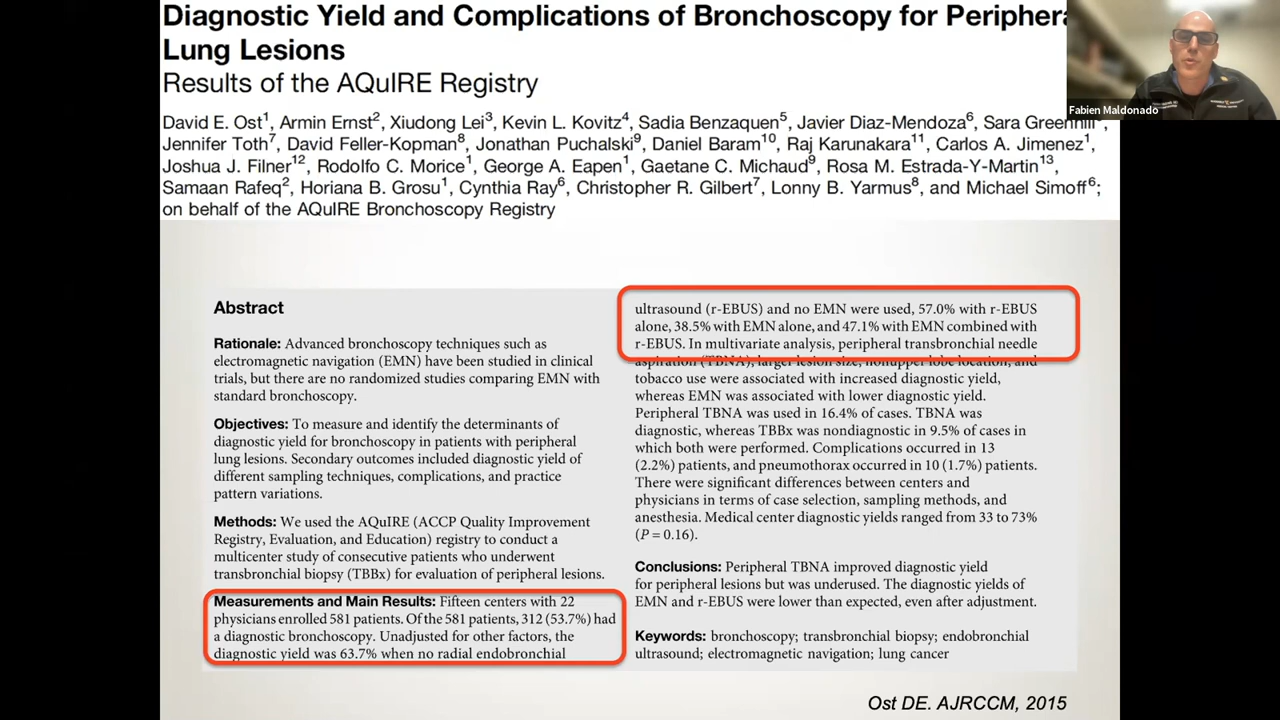 Diagnostic Yield and Complications of Bronchoscopy for Periphera
Lung Lesions
Results of the AQuIRE Registry
David E. Ost1, Armin Ernst2, Xiudong Lei3, Kevin L. Kovitz4, Sadia Benzaquen5, Javier Diaz-Mendoza6, Sara Greenhill
Jennifer Toth7, David Feller-Kopman8, Jonathan Puchalski9, Daniel Baram10, Raj Karunakara11, Carlos A. Jimenez1,
Joshua J. Filner12, Rodolfo C. Morice1, George A. Eapen1, Gaetane C. Michaud9, Rosa M. Estrada-Y-Martin13,
Samaan Rafeq2, Horiana B. Grosu1, Cynthia Ray6, Christopher R. Gilbert7, Lonny B. Yarmus8, and Michael Simoff6;
on behalf of the AQuIRE Bronchoscopy Registry
Fabien Maldonado
Abstract
Rationale: Advanced bronchoscopy techniques such as
electromagnetic navigation (EMN) have been studied in clinical
trials, but there are no randomized studies comparing EMN with
standard bronchoscopy.
Objectives: To measure and identify the determinants of
diagnostic yield for bronchoscopy in patients with peripheral
lung lesions. Secondary outcomes included diagnostic yield of
different sampling techniques, complications, and practice
pattern variations.
Methods: We used the AQuIRE (ACCP Quality Improvement
Registry, Evaluation, and Education) registry to conduct a
multicenter study of consecutive patients who underwent
transbronchial biopsy (TBBx) for evaluation of peripheral lesions.
Measurements and Main Results: Fifteen centers with 22
physicians enrolled 581 patients. Of the 581 patients, 312 (53.7%) had
a diagnostic bronchoscopy. Unadjusted for other factors, the
diagnostic yield was 63.7% when no radial endobronchial
ultrasound (r-EBUS) and no EMN were used, 57.0% with r-EBUS
alone, 38.5% with EMN alone, and 47.1% with EMN combined with
r-EBUS. In multivariate analysis, peripheral transbronchial needle
aspiration (TBNA), larger lesion size, nonupper lobe location, and
tobacco use were associated with increased diagnostic yield,
whereas EMN was associated with lower diagnostic yield.
Peripheral TBNA was used in 16.4% of cases. TBNA was
diagnostic, whereas TBBx was nondiagnostic in 9.5% of cases in
which both were performed. Complications occurred in 13
(2.2%) patients, and pneumothorax occurred in 10 (1.7%) patients.
There were significant differences between centers and
physicians in terms of case selection, sampling methods, and
anesthesia. Medical center diagnostic yields ranged from 33 to 73%
(P = 0.16).
Conclusions: Peripheral TBNA improved diagnostic yield
for peripheral lesions but was underused. The diagnostic yields of
EMN and r-EBUS were lower than expected, even after adjustment.
Keywords: bronchoscopy; transbronchial biopsy; endobronchial
ultrasound; electromagnetic navigation; lung cancer
Ost DE. AJRCCM, 2015